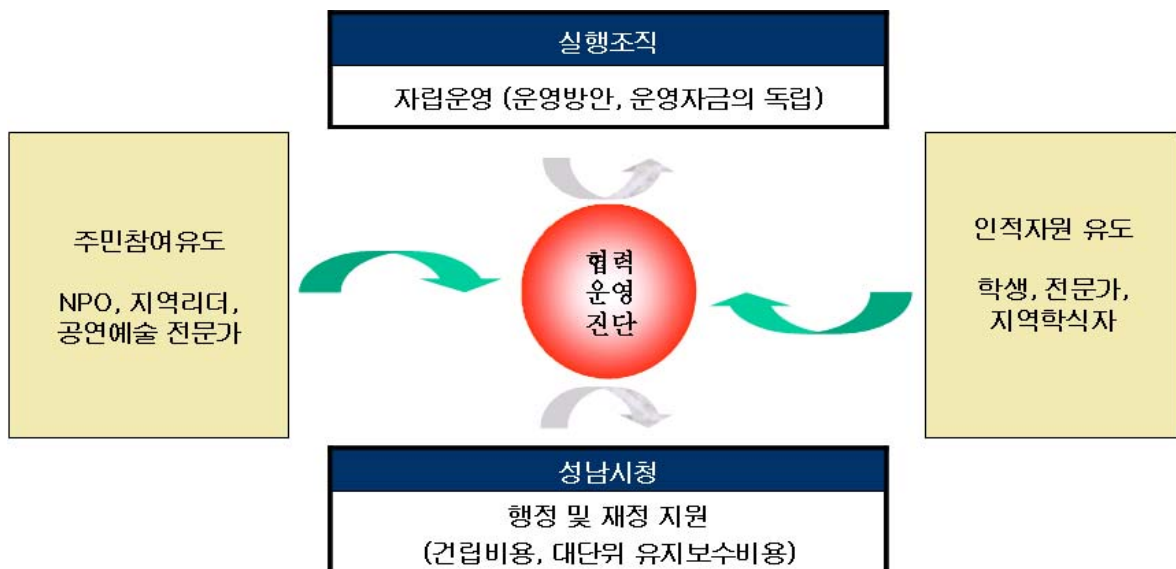 실행조직
자립운영 (운영방안, 운영자금의 독립)
주민참여유도
NPO, 지역리더,
공연예술 전문가
협력
운영
진단
인적자원 유도
학생, 전문가,
지역학식자
성남시청
행정 및 재정 지원
(건립비용, 대단위 유지보수비용)